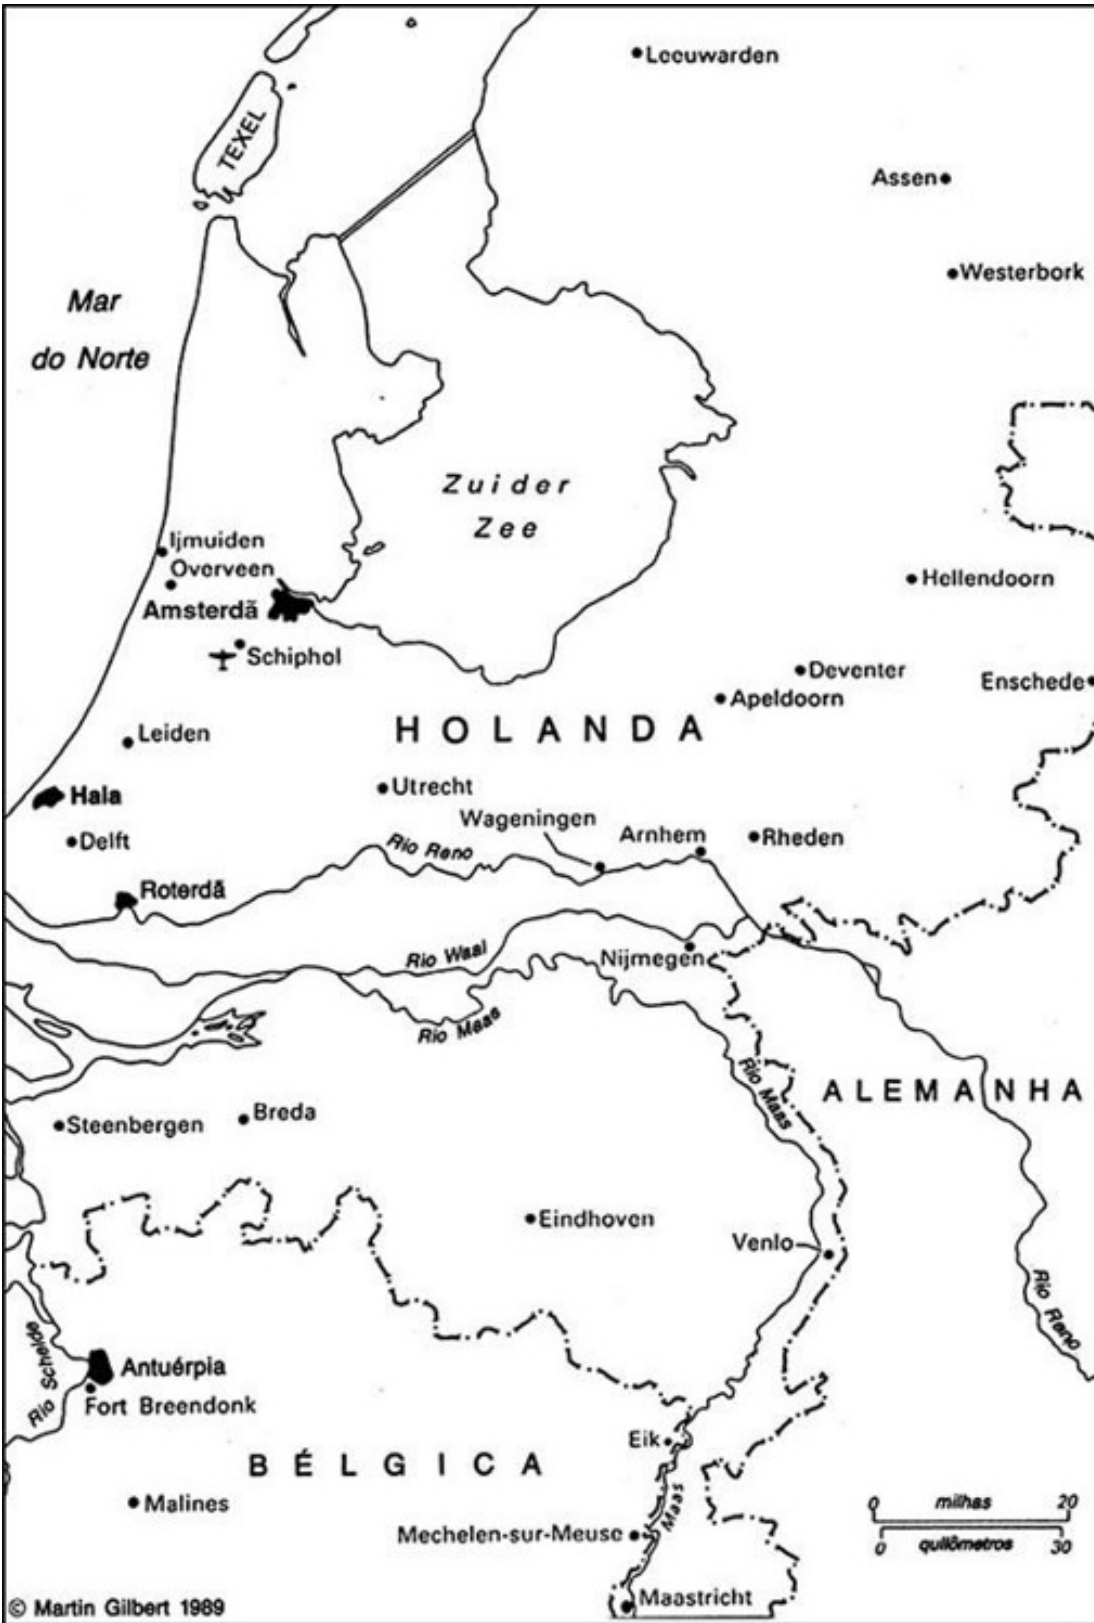 Leeuwarden
TEXEL
Assen
Westerbork
Mar
do Norte
Zuider
Zee
Ijmuiden
Overveen
Amsterdã
Hellendoorn
Schiphol
Deventer
Enschede
Apeldoorn
HOLANDA
Leiden
Utrecht
Hala
Wageningen
Arnhem
Rheden
Delft
Rio Reno
Roterdã
Rio Waal
Nijmegen
Rio Maas
Rio Maas
ALEMANHA
Breda
Steenbergen
Eindhoven
Venlo
Rio Reno
Rio Schelde
Antuérpia
Fort Breendonk
Eik
BÉLGICA
Maas
Malines
0 milhas 20
Mechelen-sur-Meuse
0 quilômetros 30
Maastricht
© Martin Gilbert 1989